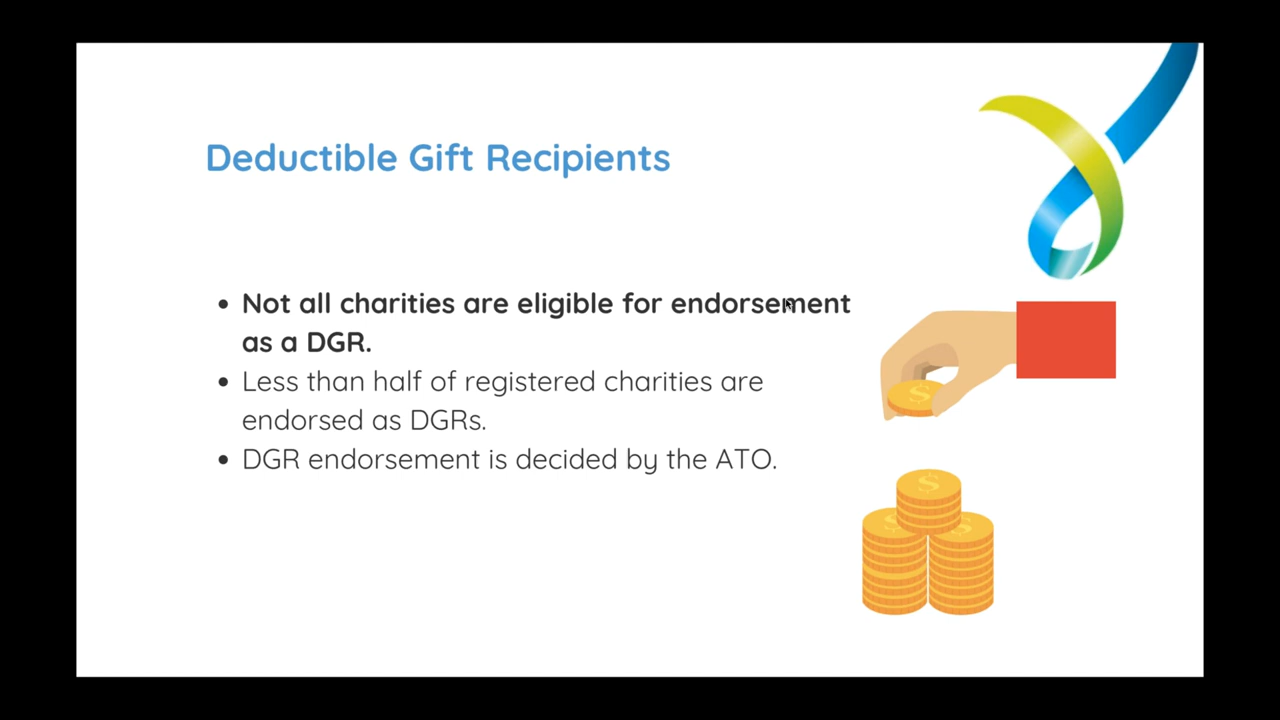 Deductible Gift Recipients
Not all charities are eligible for endorsement
as a DGR.
Less than half of registered charities are
endorsed as DGRs.
DGR endorsement is decided by the ATO.
$
$
$
$